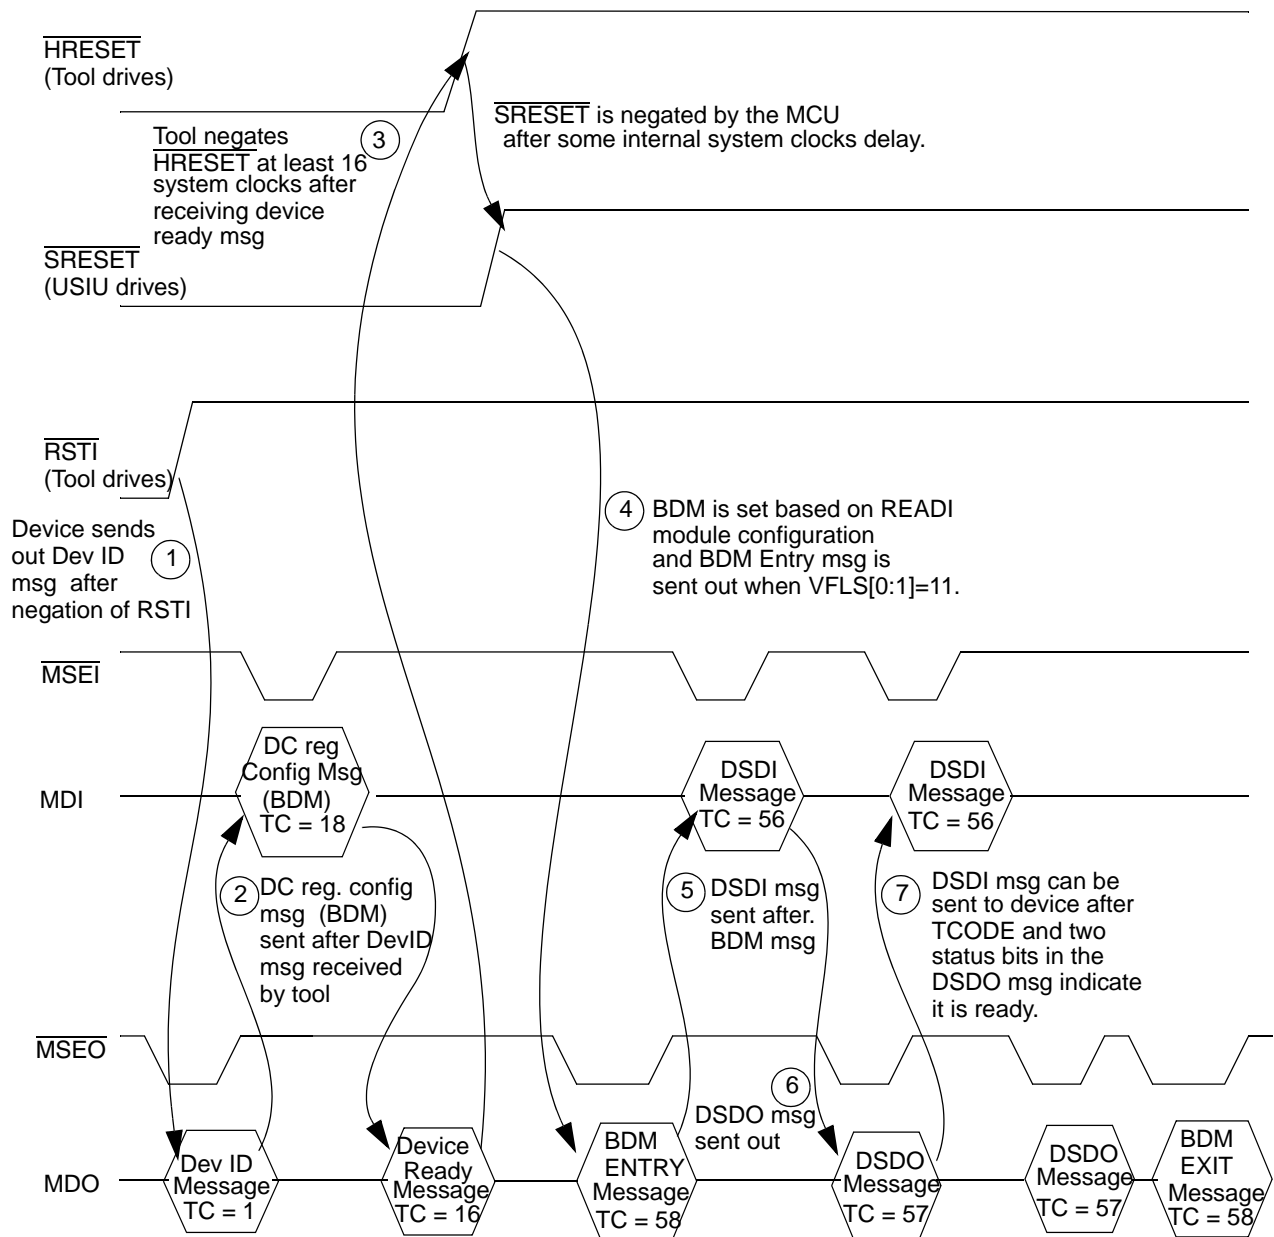 HRESET
(Tool drives)
Tool negates
HRESET at least 16
system clocks after
receiving device
ready msg
3
SRESET is negated by the MCU
after some internal system clocks delay.
SRESET
(USIU drives)
RSTI
(Tool drives)
Device sends
out Dev ID
msg after
negation of RSTI
1
4
BDM is set based on READI
module configuration
and BDM Entry msg is
sent out when VFLS[0:1]=11.
MSEI
MDI
DC reg
Config Msg
(BDM)
TC = 18
DSDI
Message
TC = 56
DSDI
Message
TC = 56
2
DC reg. config
msg (BDM)
sent after DevID
msg received
by tool
5
DSDI msg
sent after.
BDM msg
7
DSDI msg can be
sent to device after
TCODE and two
status bits in the
DSDO msg indicate
it is ready.
MSEO
6
DSDO msg
sent out
MDO
Dev ID
Message
TC = 1
Device
Ready
Message
TC = 16
BDM
ENTRY
Message
TC = 58
DSDO
Message
TC = 57
DSDO
Message
TC = 57
BDM
EXIT
Message
TC = 58